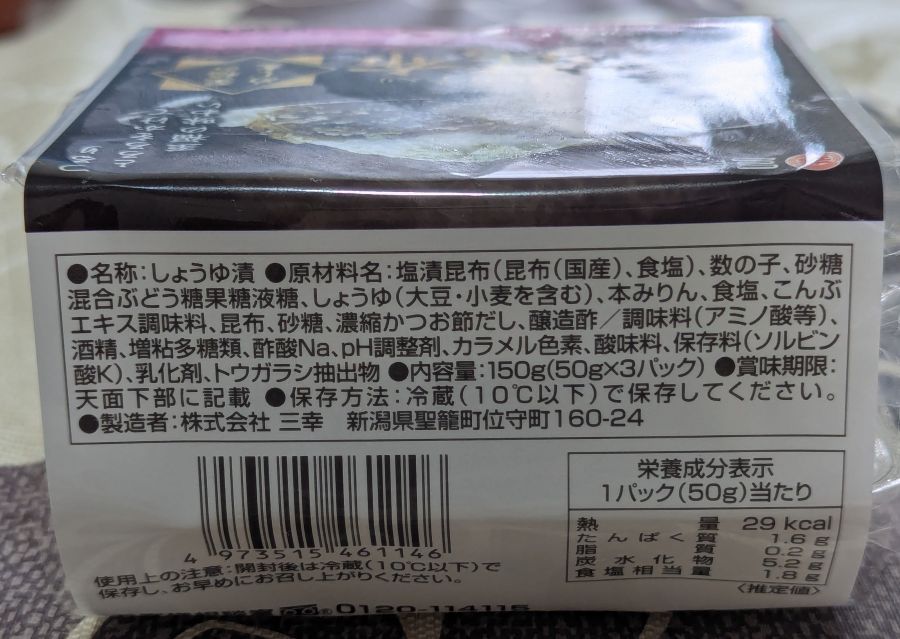 ●名称:しょうゆ漬 ●原材料名:塩漬昆布(昆布(国産)、食塩)、数の子、砂糖
混合ぶどう糖果糖液糖、しょうゆ(大豆・小麦を含む)、本みりん、食塩、こんぶ
エキス調味料、昆布、砂糖、濃縮かつお節だし、醸造酢/調味料(アミノ酸等)、
酒精、増粘多糖類、酢酸Na、pH調整剤、カラメル色素、酸味料、保存料(ソルビン
酸K)、乳化剤、トウガラシ抽出物 ●内容量:150g(50g×3パック) ●賞味期限:
天面下部に記載 ●保存方法:冷蔵(10℃以下)で保存してください。
●製造者:株式会社 三幸 新潟県聖籠町位守町160-24
4 973515 461146
使用上の注意:開封後は冷蔵(10℃以下)で
保存し、お早めにお召し上がりください。
0120-114115
栄養成分表示
1パック(50g)当たり
熱量 29 kcal
たんぱく質 1.6 g
脂質 0.2 g
炭水化物 5.2 g
食塩相当量 1.8 g
〈推定値〉